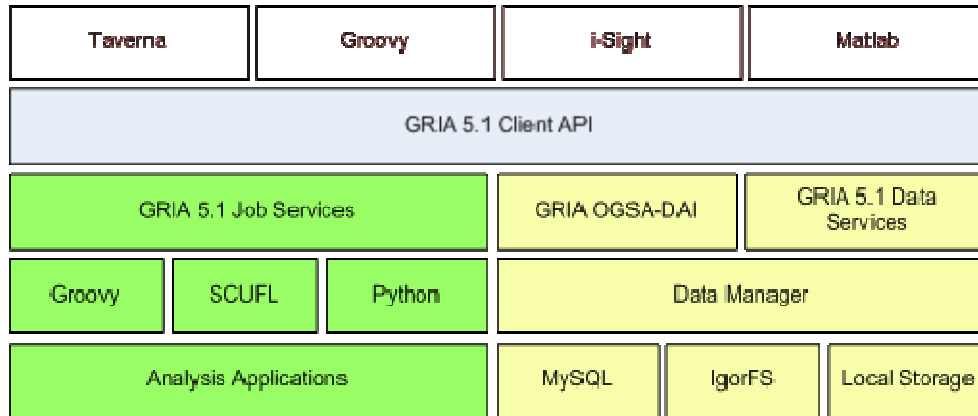 Taverna
Groovy
i-Sight
Matlab
GRIA 5.1 Client API
GRIA 5.1 Job Services
GRIA OGSA-DAI
GRIA 5.1 Data
Services
Groovy
SCUFL
Python
Data Manager
Analysis Applications
MySQL
IgorFS
Local Storage